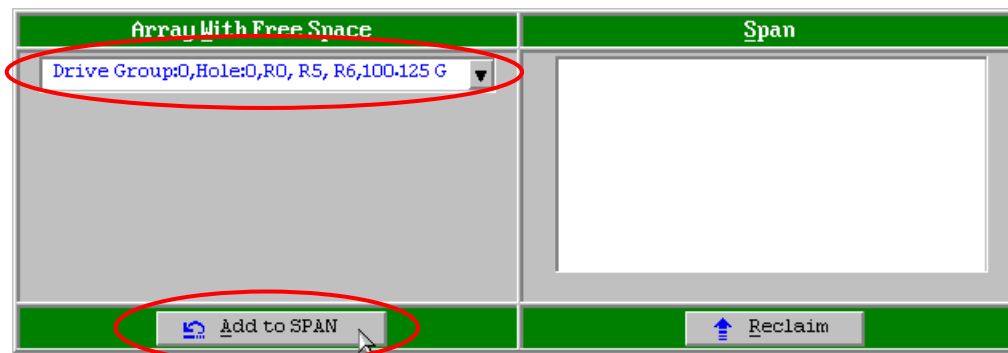 Array With Free Space
Span
Drive Group:0,Hole:0,R0, R5, R6,100.125 G
Add to SPAN
Reclaim